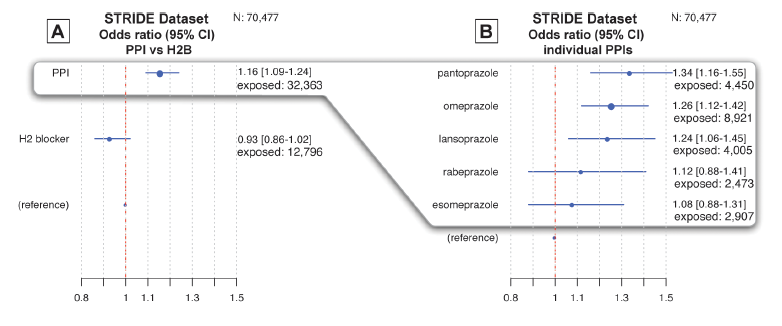 A
STRIDE Dataset
N: 70,477
Odds ratio (95% CI)
PPI vs H2B
PPI
1.16 [1.09-1.24]
exposed: 32,363
H2 blocker
0.93 [0.86-1.02]
exposed: 12,796
(reference)
0.8 1 1.1 1.3 1.5
B
STRIDE Dataset
N: 70,477
Odds ratio (95% CI)
individual PPIs
pantoprazole
1.34 [1.16-1.55]
exposed: 4,450
omeprazole
1.26 [1.12-1.42]
exposed: 8,921
lansoprazole
1.24 [1.06-1.45]
exposed: 4,005
rabeprazole
1.12 [0.88-1.41]
exposed: 2,473
esomeprazole
1.08 [0.88-1.31]
exposed: 2,907
(reference)
0.8 1 1.1 1.3 1.5